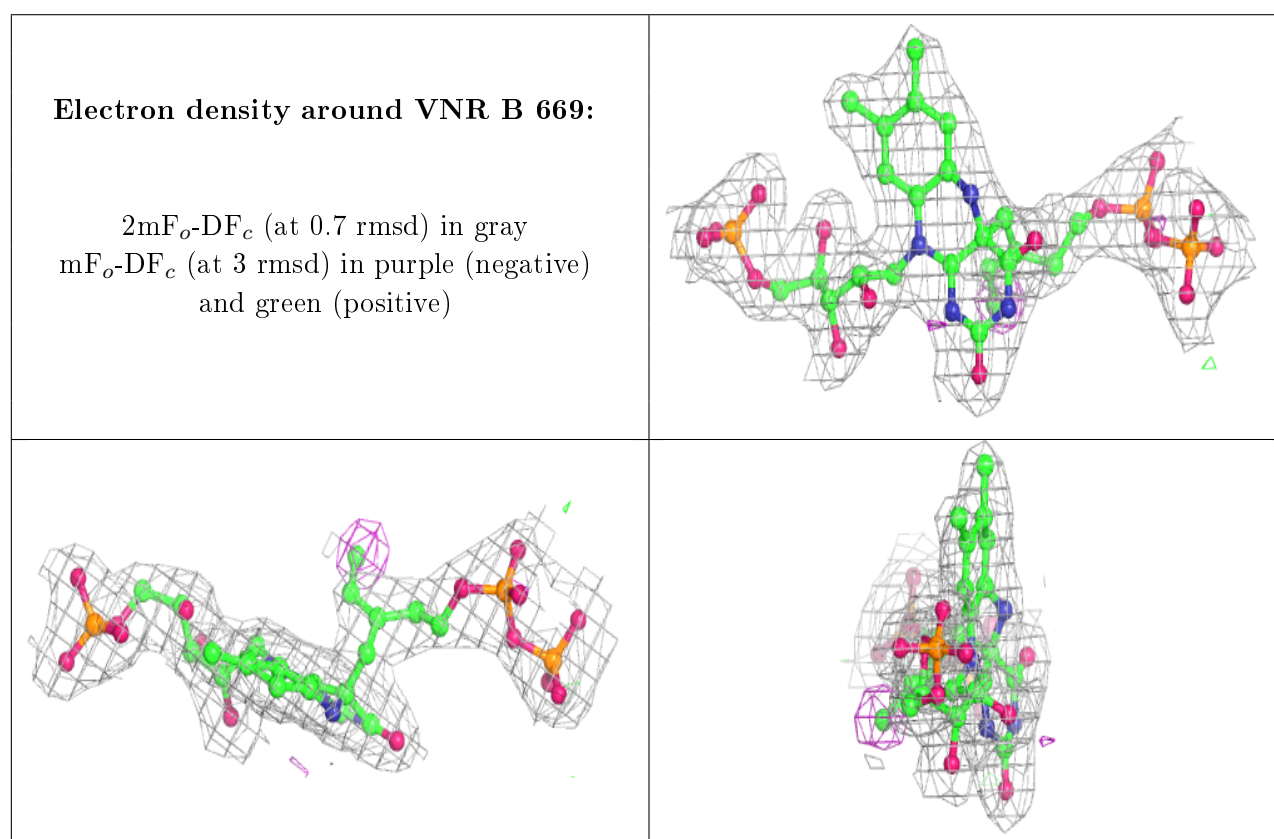 Electron density around VNR B 669:
2mFo-DFc (at 0.7 rmsd) in gray
mFo-DFc (at 3 rmsd) in purple (negative)
and green (positive)